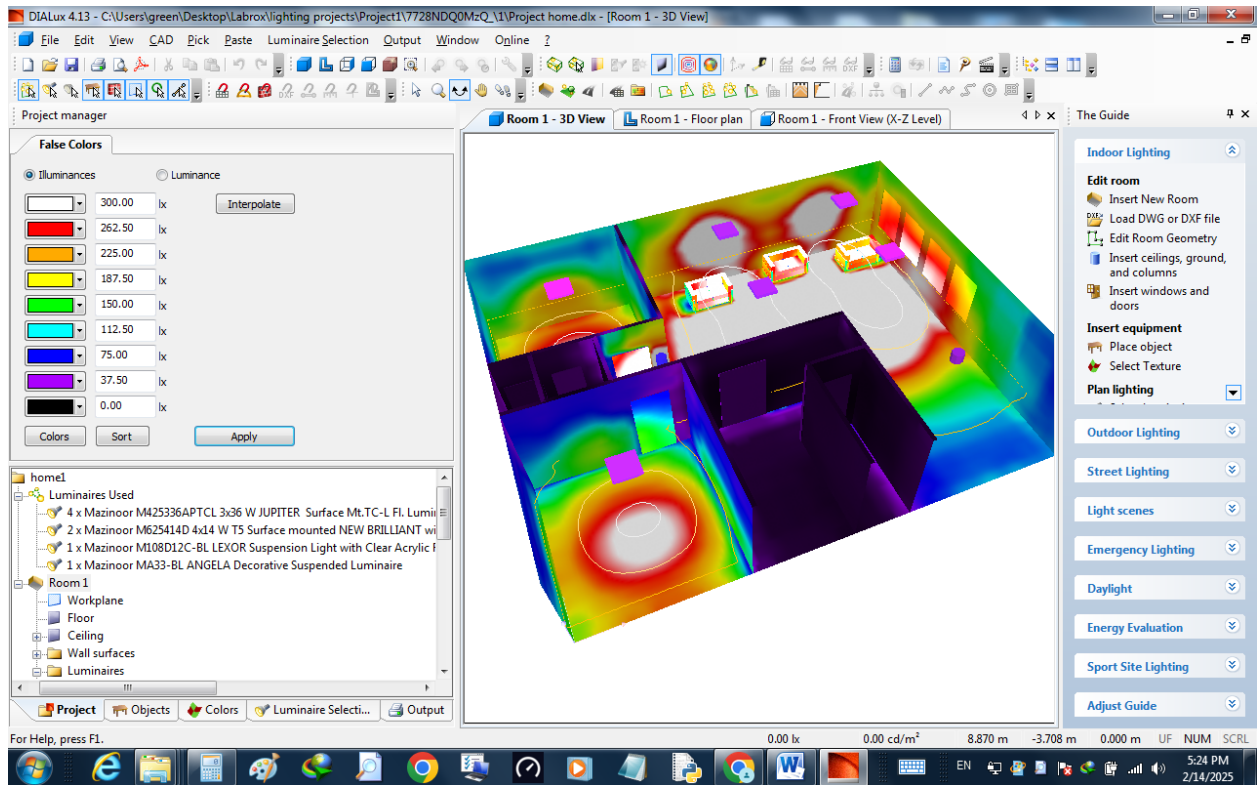 DIALux 4.13 - C:\Users\green\Desktop\Labrox\lighting projects\Project1\7728NDQ0MzQ_\1\Project home.dlx - [Room 1 - 3D View]
File Edit View CAD Pick Paste Luminaire Selection Output Window Online ?
Project manager
False Colors
Illuminances Luminance
300.00 lx Interpolate
262.50 lx
225.00 lx
187.50 lx
150.00 lx
112.50 lx
75.00 lx
37.50 lx
0.00 lx
Colors Sort Apply
home1
Luminaires Used
4 x Mazinoor M425336APTCL 3x36 W JUPITER Surface Mt.TC-L Fl. Lumi
2 x Mazinoor M625414D 4x14 W T5 Surface mounted NEW BRILLIANT wi
1 x Mazinoor M108D12C-BL LEXOR Suspension Light with Clear Acrylic
1 x Mazinoor MA33-BL ANGELA Decorative Suspended Luminaire
Room 1
Workplane
Floor
Ceiling
Wall surfaces
Luminaires
Project Objects Colors Luminaire Selecti... Output
Room 1 - 3D View Room 1 - Floor plan Room 1 - Front View (X-Z Level)
The Guide
Indoor Lighting
Edit room
Insert New Room
Load DWG or DXF file
Edit Room Geometry
Insert ceilings, ground,
and columns
Insert windows and
doors
Insert equipment
Place object
Select Texture
Plan lighting
Outdoor Lighting
Street Lighting
Light scenes
Emergency Lighting
Daylight
Energy Evaluation
Sport Site Lighting
Adjust Guide
For Help, press F1. 0.00 lx 0.00 cd/m² 8.870 m -3.708 m 0.000 m UF NUM SCRL
EN 5:24 PM
2/14/2025